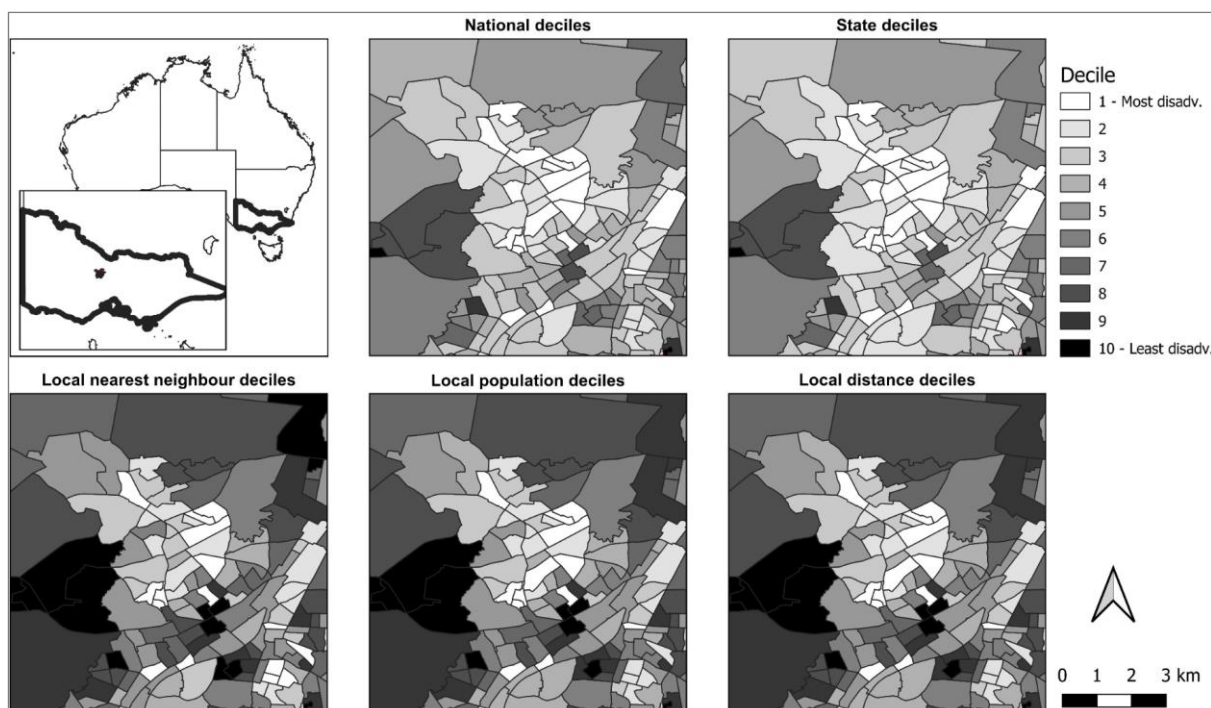 National deciles
State deciles
Decile
1 - Most disadv.
2
3
4
5
6
7
8
9
10 - Least disadv.
Local nearest neighbour deciles
Local population deciles
Local distance deciles
0 1 2 3 km